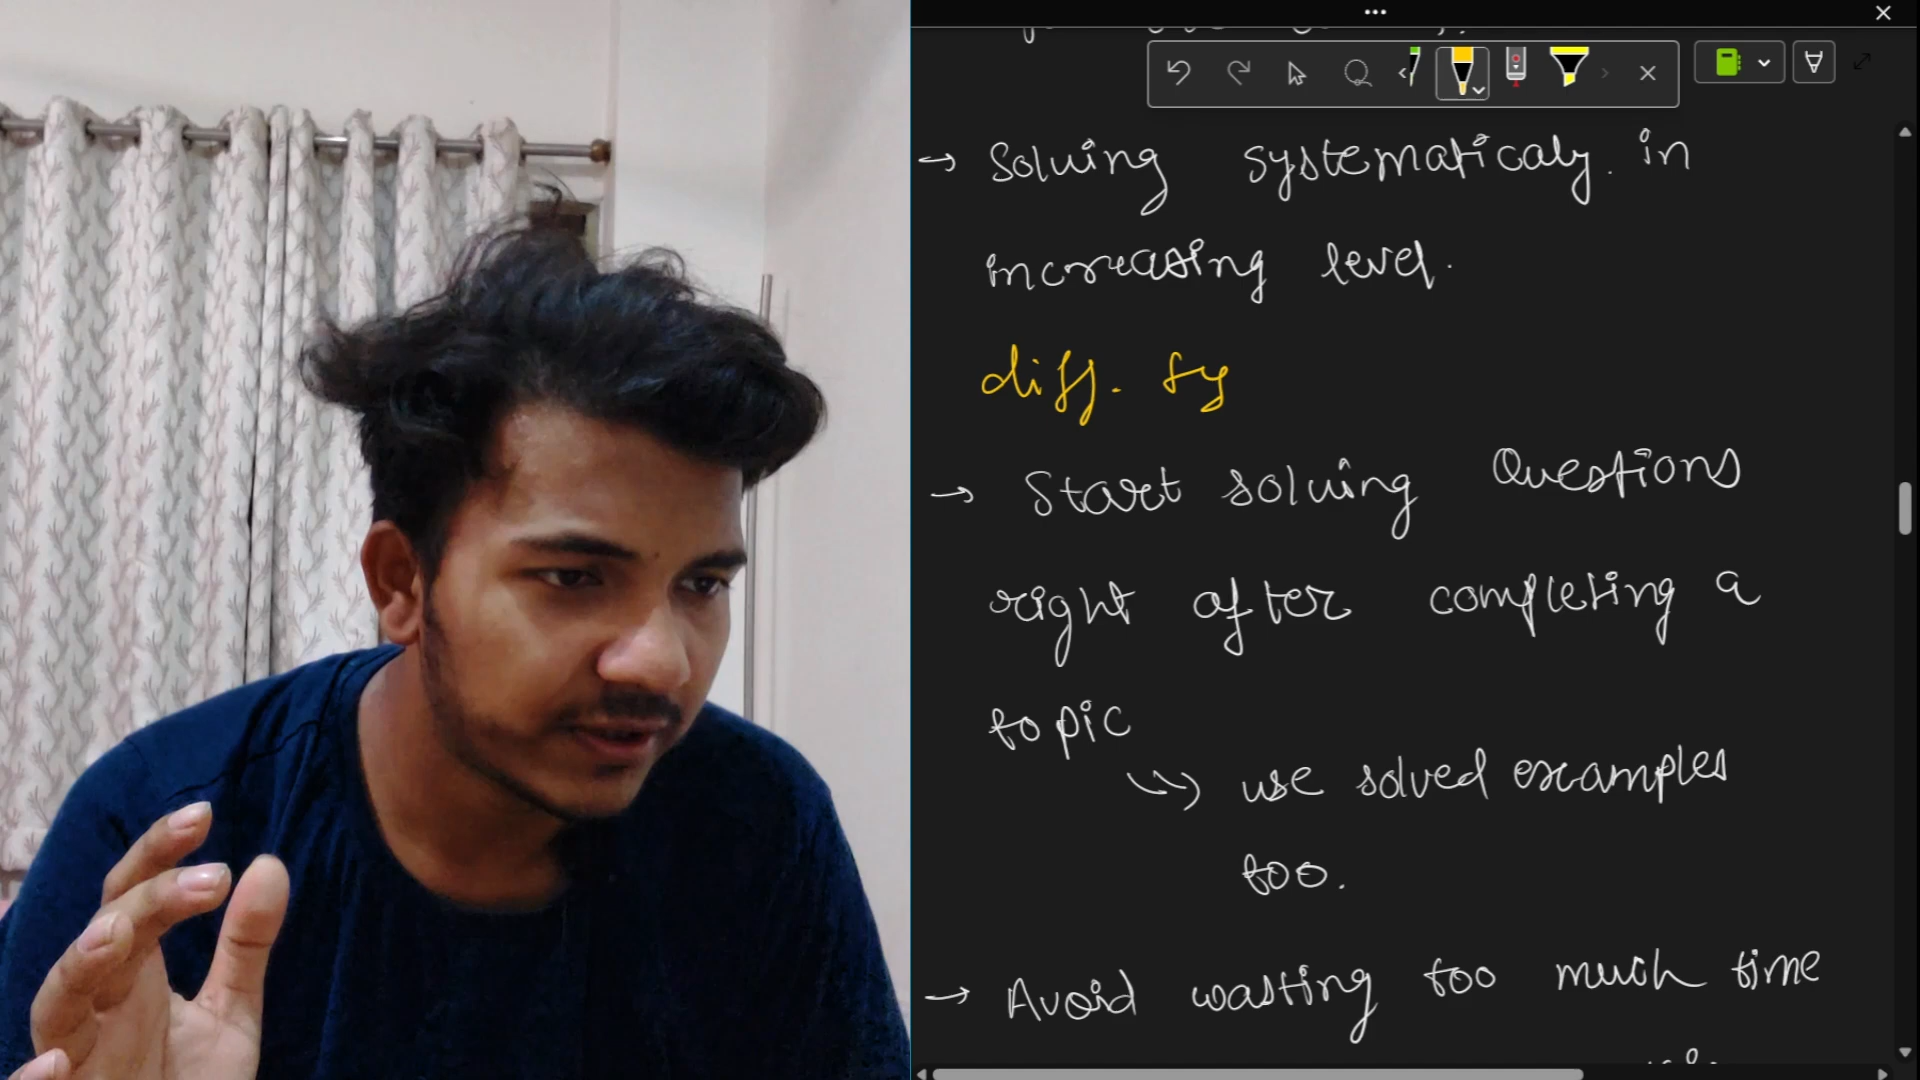 → Solving systematicaly. in
increasing level.
diff. sy
→ Start solving Questions
right after completing a
topic
↳ use solved examples
too.
→ Avoid wasting too much time